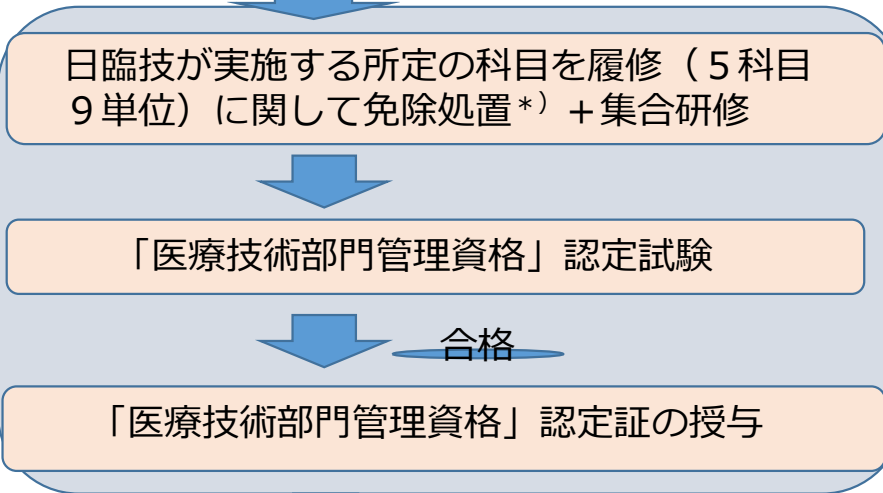 日臨技が実施する所定の科目を履修（５科目
９単位）に関して免除処置*）＋集合研修
「医療技術部門管理資格」認定試験
合格
「医療技術部門管理資格」認定証の授与